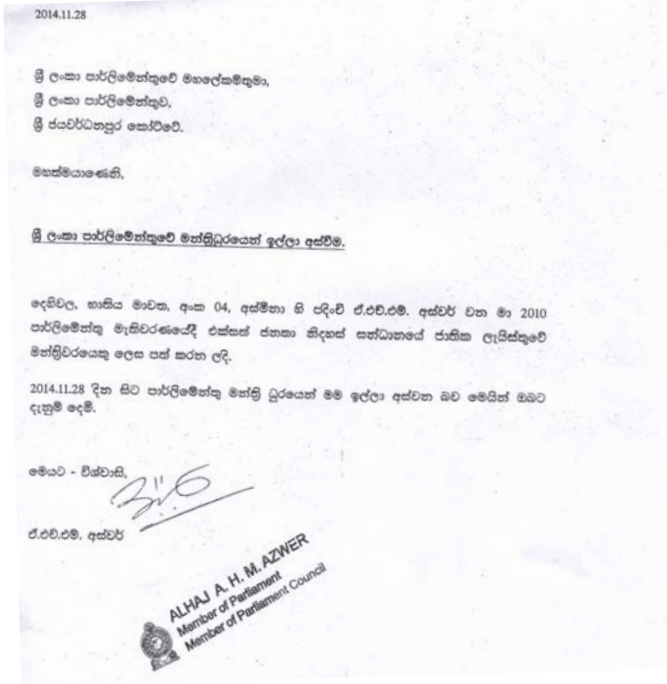 2014.11.28
ශ්‍රී ලංකා පාර්ලිමේන්තුවේ මහලේකම්තුමා,
ශ්‍රී ලංකා පාර්ලිමේන්තුව,
ශ්‍රී ජයවර්ධනපුර කෝට්ටේ.
මහත්මයාණෙනි,
ශ්‍රී ලංකා පාර්ලිමේන්තුවේ මන්ත්‍රීධුරයෙන් ඉල්ලා අස්වීම.
දෙහිවල, භාතිය මාවත, අංක 04, අස්මීනා හි පදිංචි ඒ.එච්.එම්. අස්වර් වන මා 2010
පාර්ලිමේන්තු මැතිවරණයේදී එක්සත් ජනතා නිදහස් සන්ධානයේ ජාතික ලැයිස්තුවේ
මන්ත්‍රීවරයෙකු ලෙස පත් කරන ලදි.
2014.11.28 දින සිට පාර්ලිමේන්තු මන්ත්‍රී ධුරයෙන් මම ඉල්ලා අස්වන බව මෙයින් ඔබට
දැනුම් දෙමි.
මෙයට - විශ්වාසි,
ඒ.එච්.එම්. අස්වර්
ALHAJ A. H. M. AZWER
Member of Parliament
Member of Parliament Council